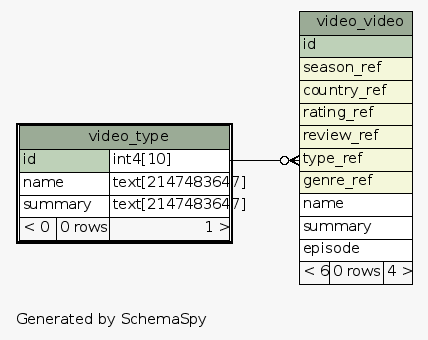 video_type
id int4[10]
name text[2147483647]
summary text[2147483647]
< 0 0 rows 1 >
video_video
id
season_ref
country_ref
rating_ref
review_ref
type_ref
genre_ref
name
summary
episode
< 6 0 rows 4 >
Generated by SchemaSpy